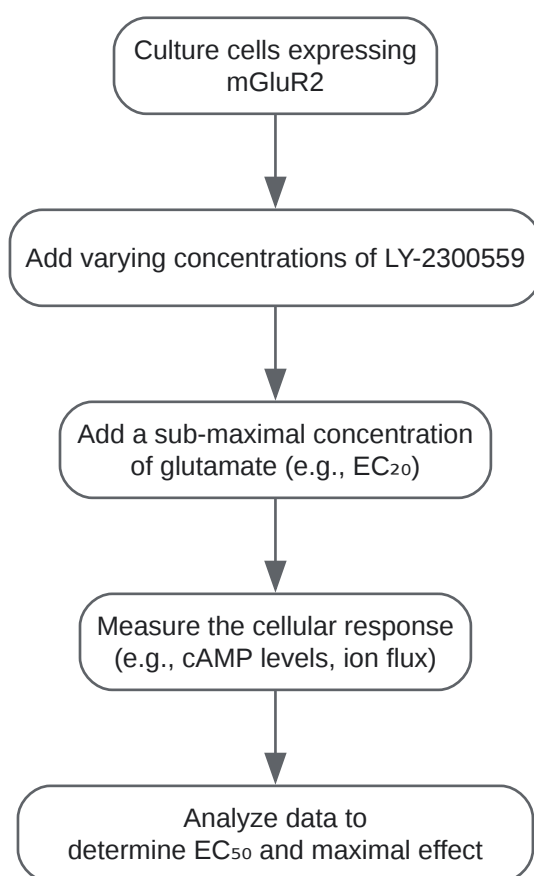 Culture cells expressing
mGluR2
Add varying concentrations of LY-2300559
Add a sub-maximal concentration
of glutamate (e.g., EC₂₀)
Measure the cellular response
(e.g., cAMP levels, ion flux)
Analyze data to
determine EC₅₀ and maximal effect